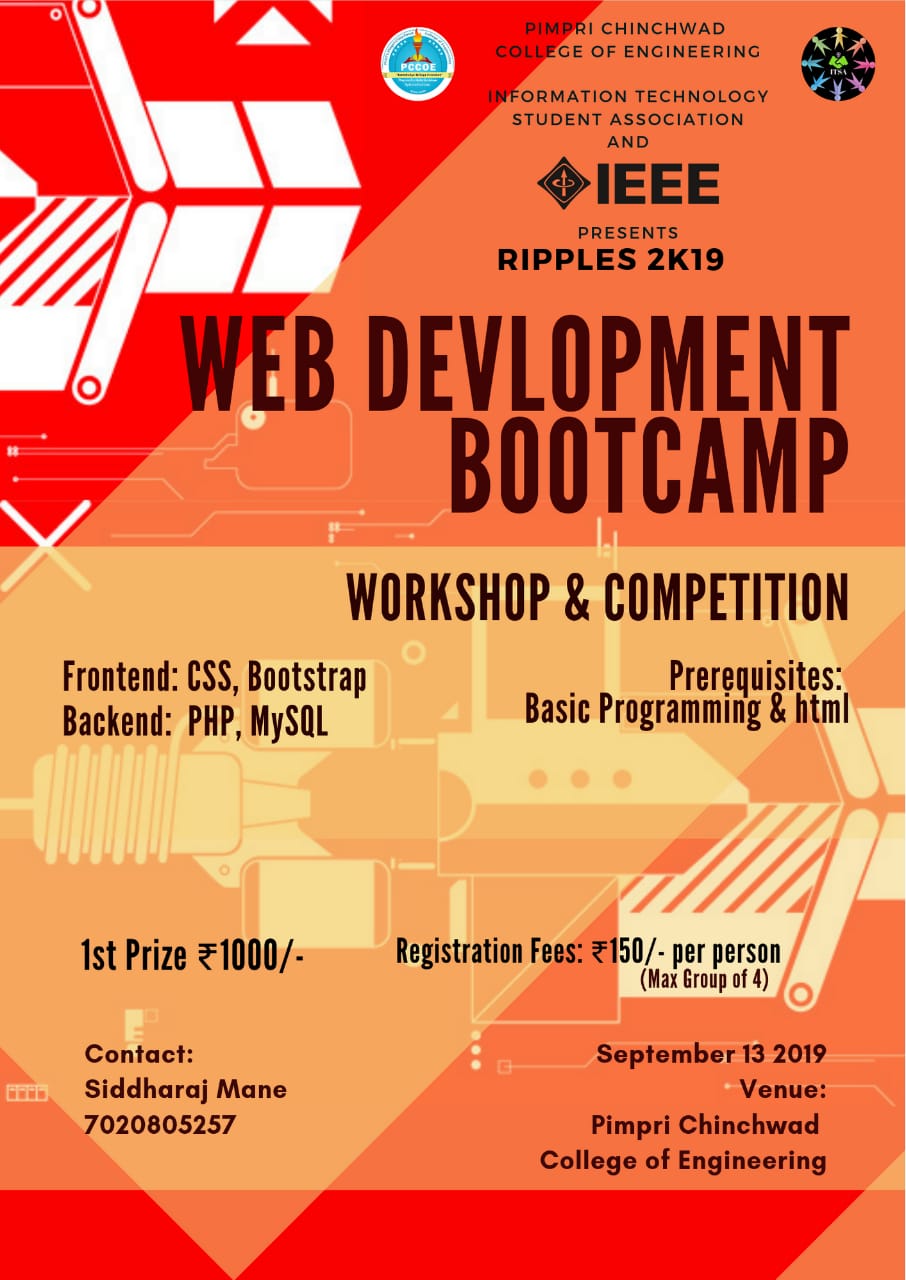 PIMPRI CHINCHWAD
COLLEGE OF ENGINEERING
PCCOE
ITSA
INFORMATION TECHNOLOGY
STUDENT ASSOCIATION
AND
IEEE
PRESENTS
RIPPLES 2K19
WEB DEVLOPMENT
BOOTCAMP
WORKSHOP & COMPETITION
Frontend: CSS, Bootstrap
Backend: PHP, MySQL
Prerequisites:
Basic Programming & html
1st Prize ₹1000/-
Registration Fees: ₹150/- per person
(Max Group of 4)
Contact:
Siddharaj Mane
7020805257
September 13 2019
Venue:
Pimpri Chinchwad
College of Engineering